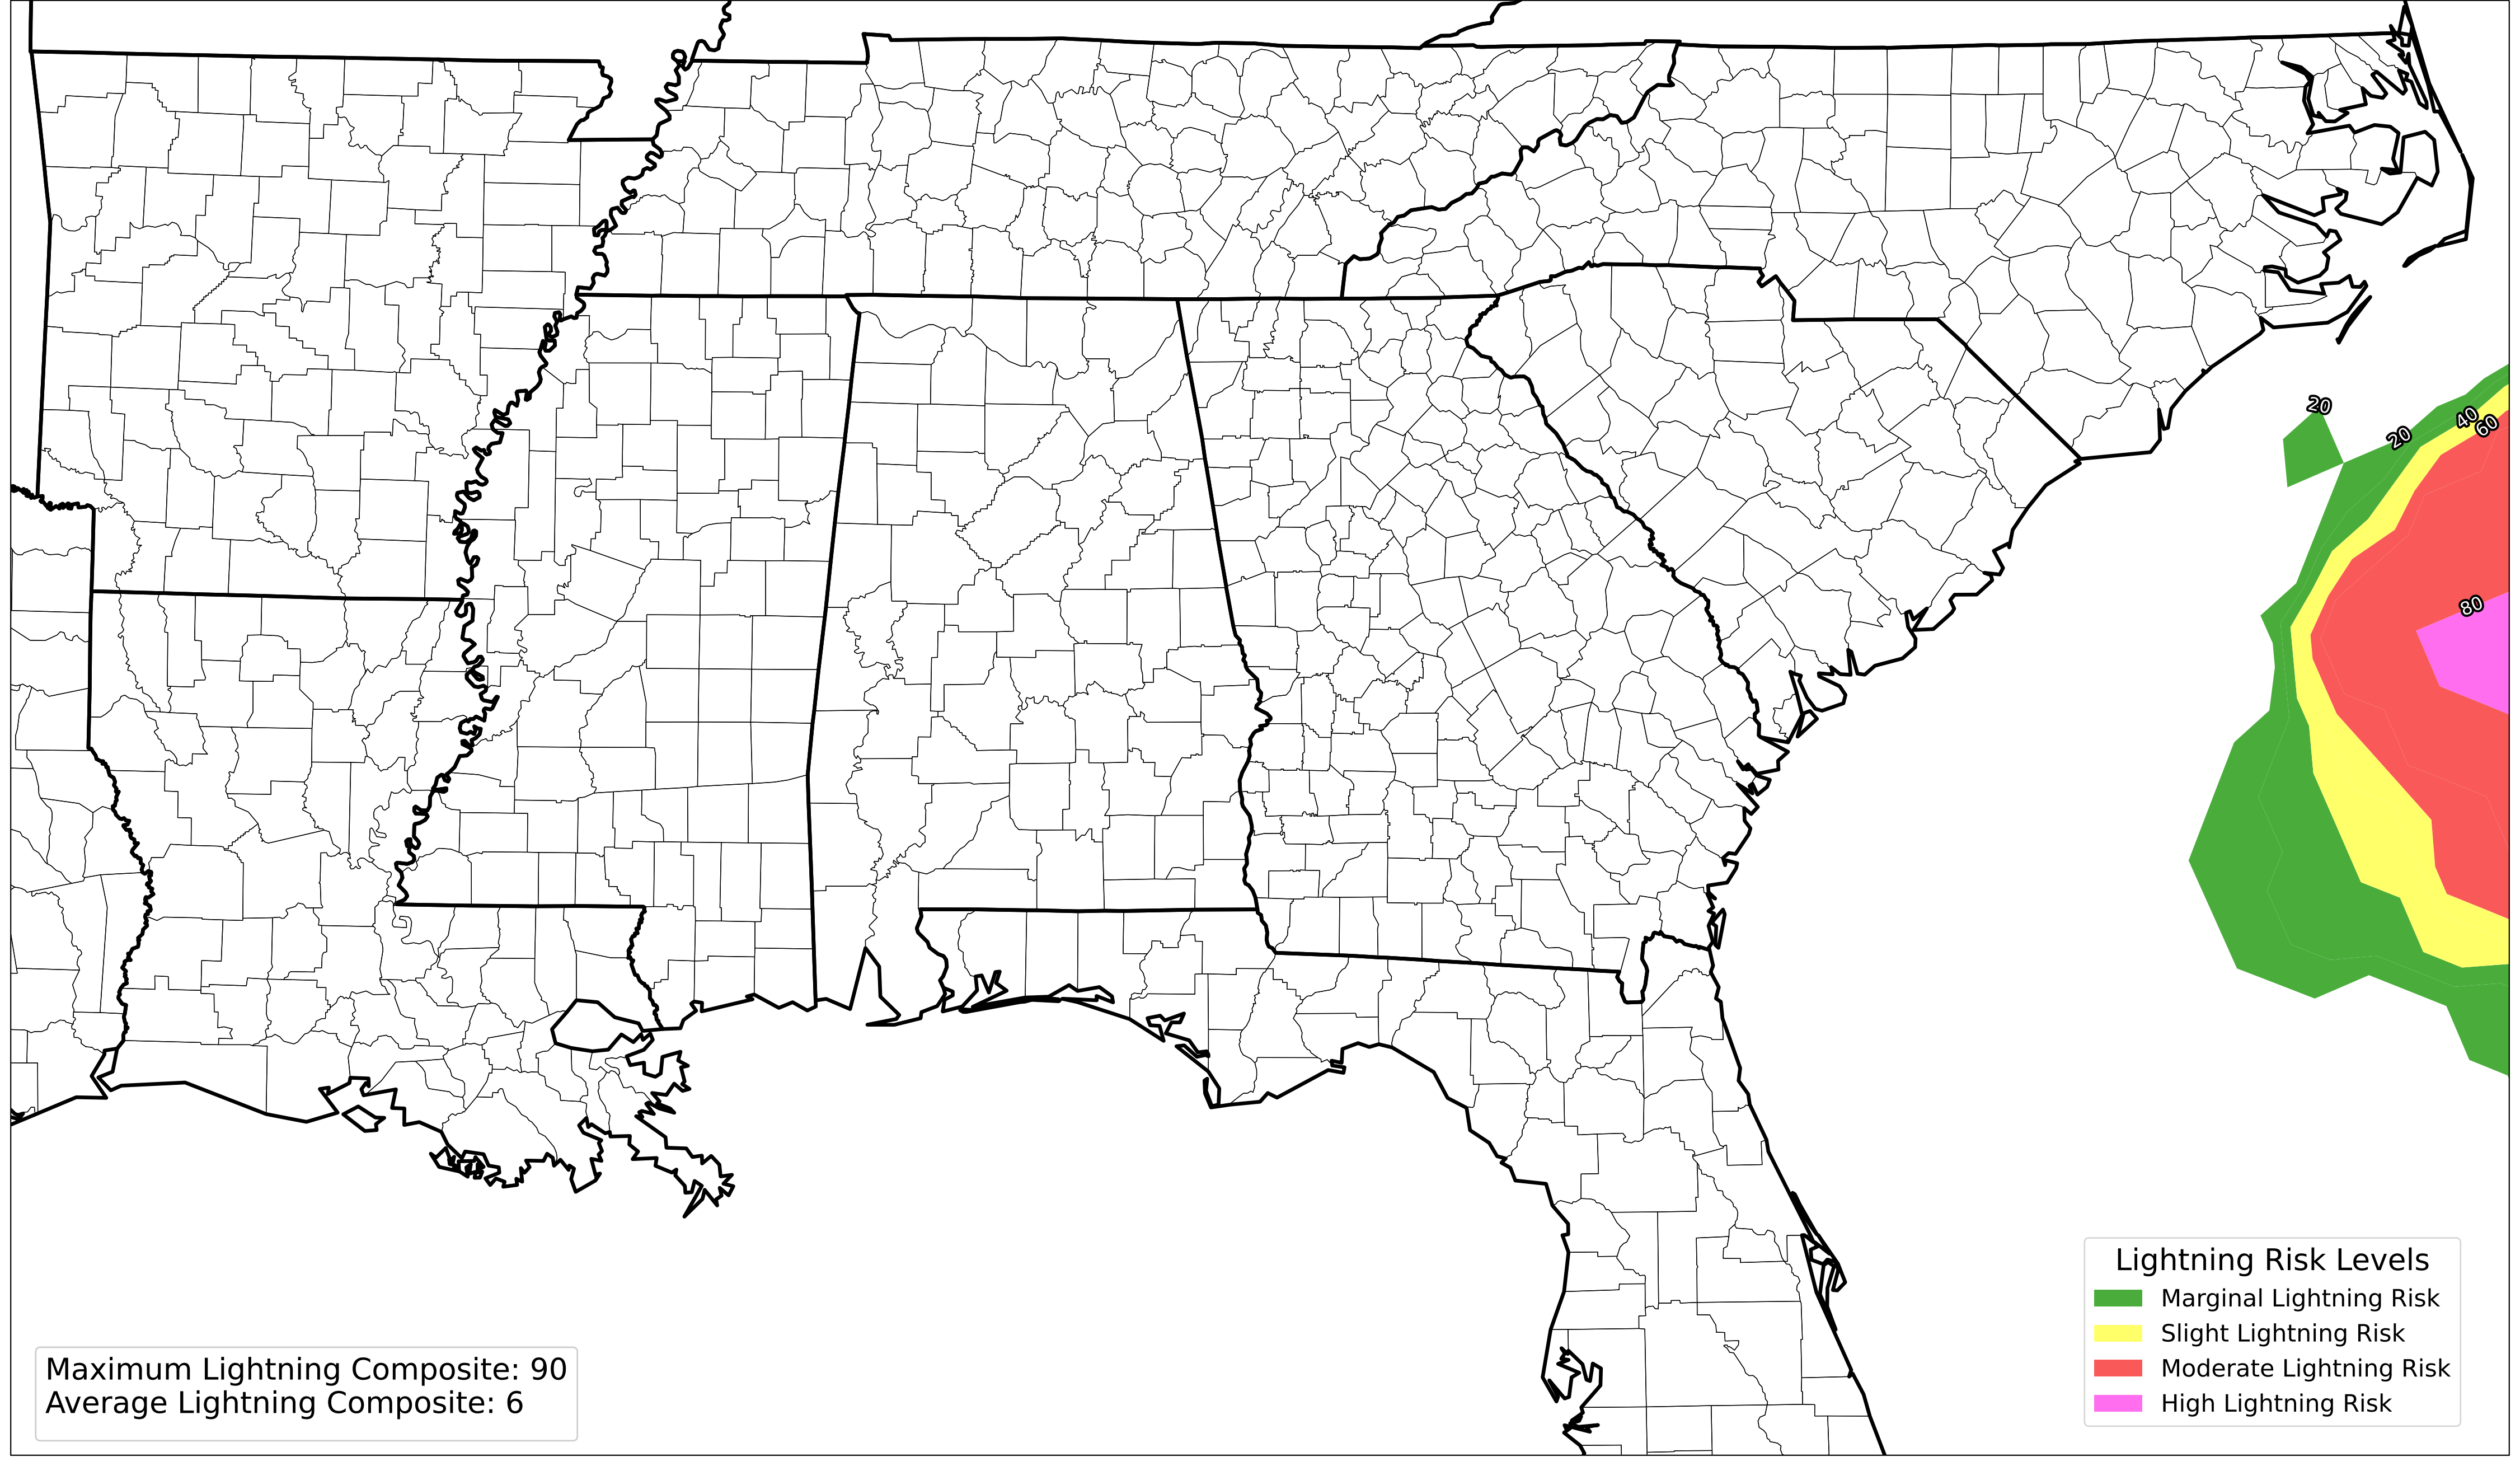 20
40
60
20
80
Lightning Risk Levels
Marginal Lightning Risk
Slight Lightning Risk
Moderate Lightning Risk
High Lightning Risk
Maximum Lightning Composite: 90
Average Lightning Composite: 6